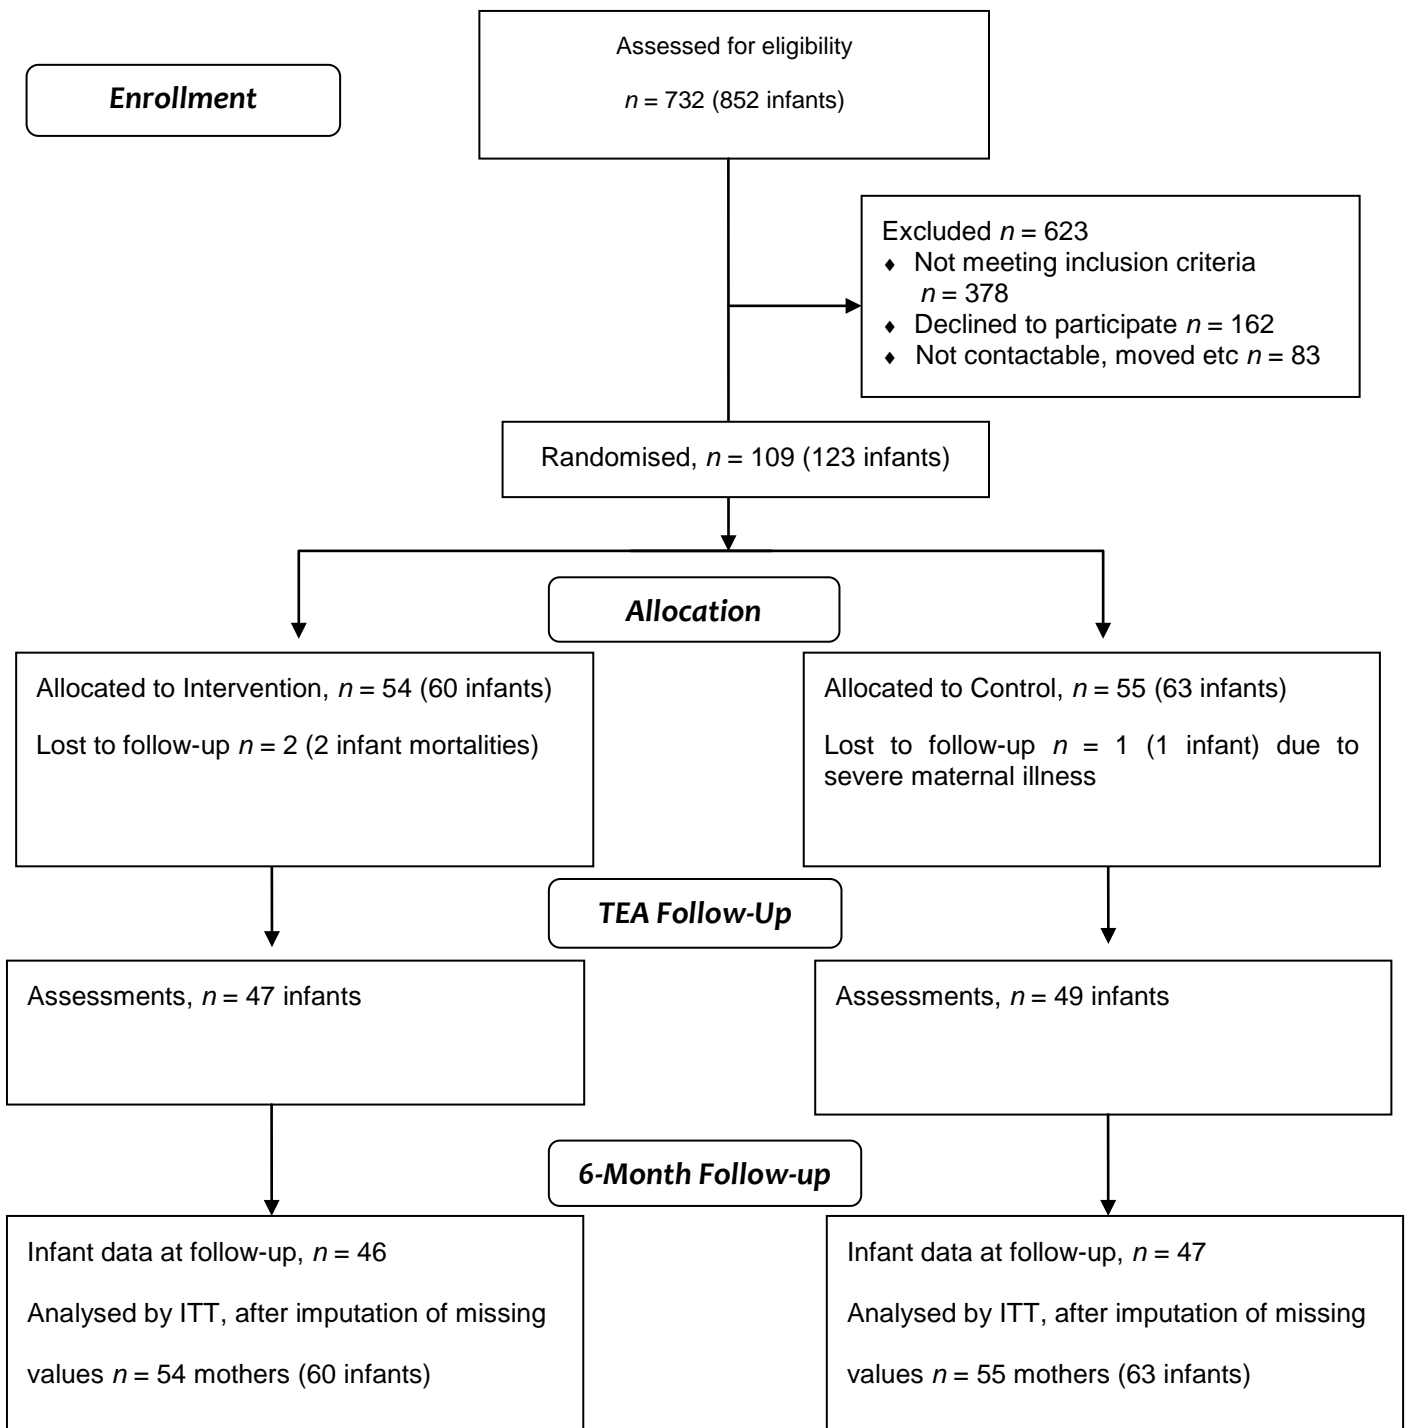 Assessed for eligibility
n = 732 (852 infants)
Enrollment
Excluded n = 623
♦ Not meeting inclusion criteria
n = 378
♦ Declined to participate n = 162
♦ Not contactable, moved etc n = 83
Randomised, n = 109 (123 infants)
Allocation
Allocated to Intervention, n = 54 (60 infants)
Lost to follow-up n = 2 (2 infant mortalities)
Allocated to Control, n = 55 (63 infants)
Lost to follow-up n = 1 (1 infant) due to
severe maternal illness
TEA Follow-Up
Assessments, n = 47 infants
Assessments, n = 49 infants
6-Month Follow-up
Infant data at follow-up, n = 46
Analysed by ITT, after imputation of missing
values n = 54 mothers (60 infants)
Infant data at follow-up, n = 47
Analysed by ITT, after imputation of missing
values n = 55 mothers (63 infants)